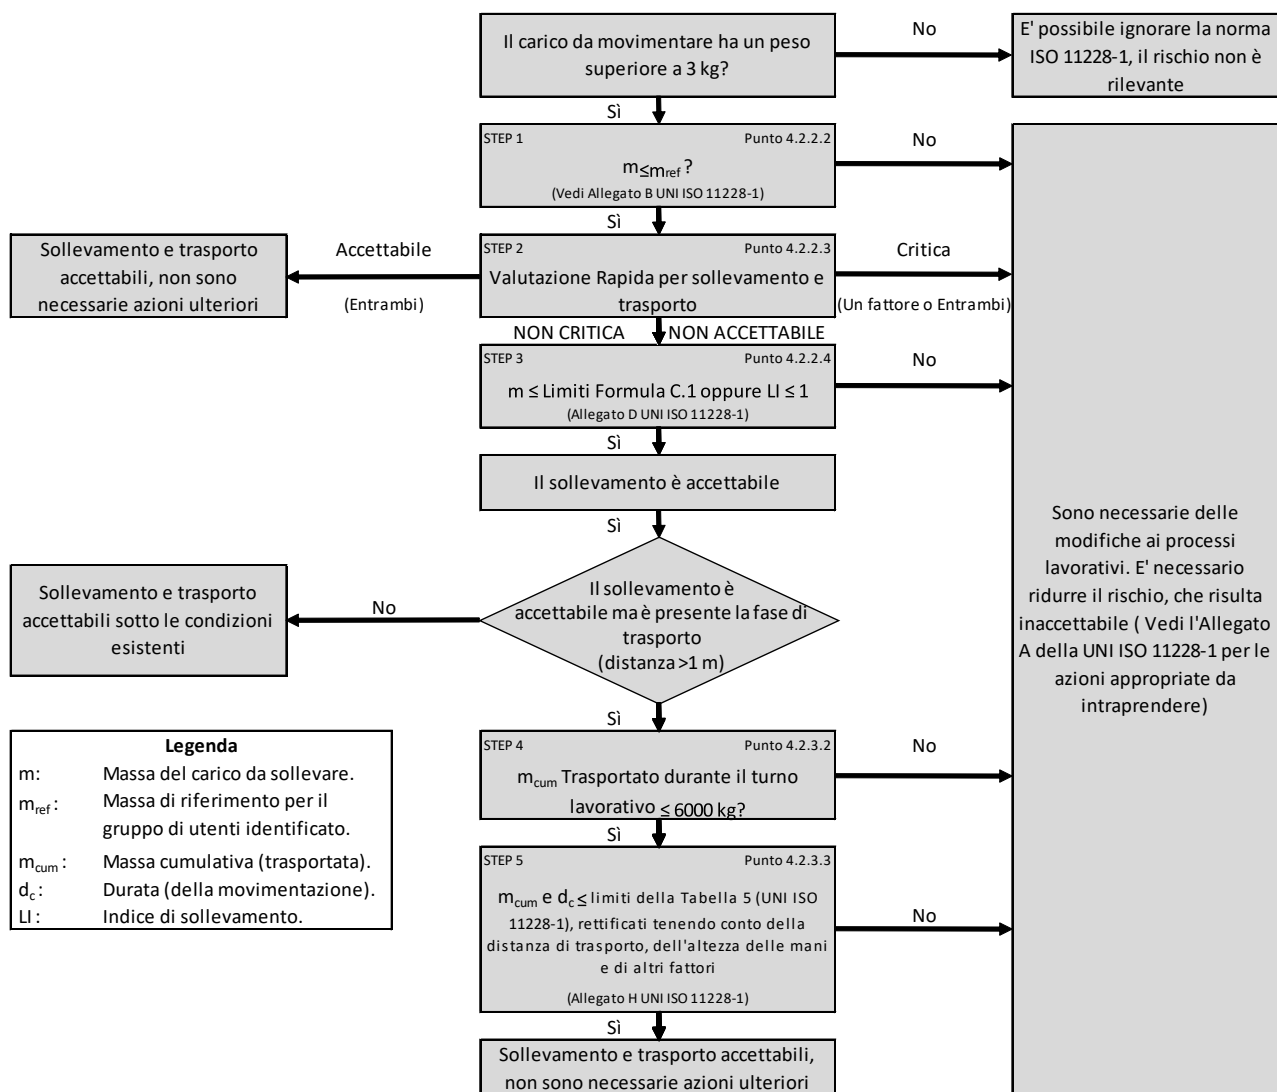 Il carico da movimentare ha un peso
superiore a 3 kg?
No
E' possibile ignorare la norma
ISO 11228-1, il rischio non è
rilevante
Sì
STEP 1 Punto 4.2.2.2
m≤mref ?
(Vedi Allegato B UNI ISO 11228-1)
No
Sì
Sollevamento e trasporto
accettabili, non sono
necessarie azioni ulteriori
Accettabile
(Entrambi)
STEP 2 Punto 4.2.2.3
Valutazione Rapida per sollevamento e
trasporto
Critica
(Un fattore o Entrambi)
NON CRITICA NON ACCETTABILE
STEP 3 Punto 4.2.2.4
m ≤ Limiti Formula C.1 oppure LI ≤ 1
(Allegato D UNI ISO 11228-1)
No
Sì
Il sollevamento è accettabile
Sì
Sono necessarie delle
modifiche ai processi
lavorativi. E' necessario
ridurre il rischio, che risulta
inaccettabile ( Vedi l'Allegato
A della UNI ISO 11228-1 per le
azioni appropriate da
intraprendere)
Il sollevamento è
accettabile ma è presente la fase di
trasporto
(distanza >1 m)
No
Sollevamento e trasporto
accettabili sotto le condizioni
esistenti
Sì
STEP 4 Punto 4.2.3.2
mcum Trasportato durante il turno
lavorativo ≤ 6000 kg?
No
Sì
Legenda
m: Massa del carico da sollevare.
mref : Massa di riferimento per il
gruppo di utenti identificato.
mcum : Massa cumulativa (trasportata).
dc : Durata (della movimentazione).
LI : Indice di sollevamento.
STEP 5 Punto 4.2.3.3
mcum e dc ≤ limiti della Tabella 5 (UNI ISO
11228-1), rettificati tenendo conto della
distanza di trasporto, dell'altezza delle mani
e di altri fattori
(Allegato H UNI ISO 11228-1)
No
Sì
Sollevamento e trasporto accettabili,
non sono necessarie azioni ulteriori